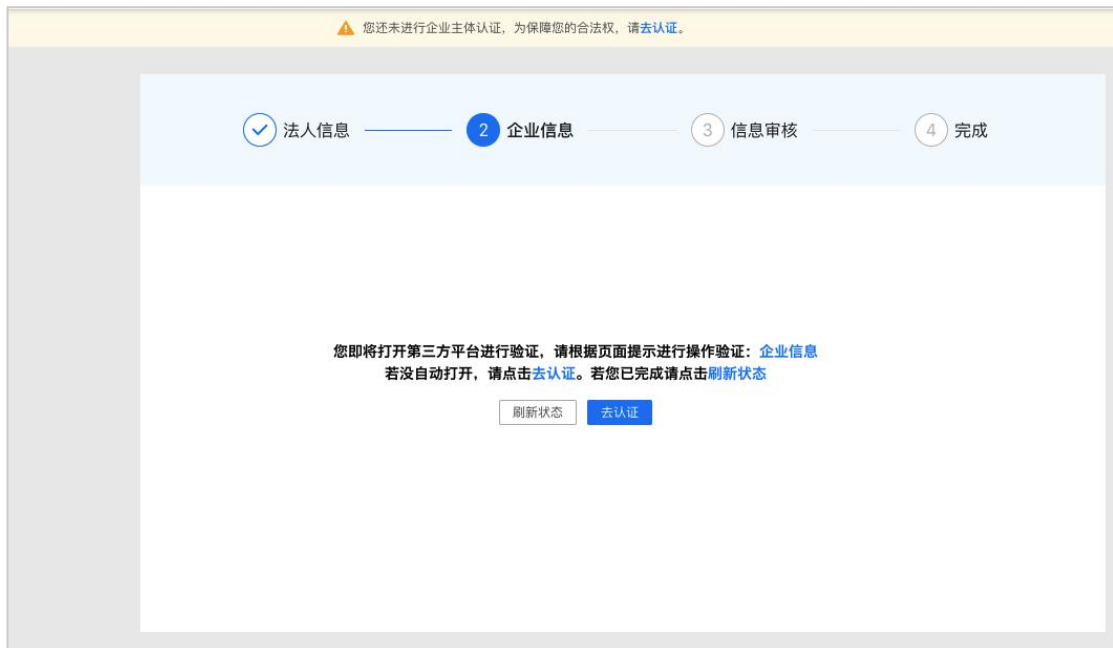 您还未进行企业主体认证，为保障您的合法权，请去认证。
法人信息 2 企业信息 3 信息审核 4 完成
您即将打开第三方平台进行验证，请根据页面提示进行操作验证：企业信息
若没自动打开，请点击去认证。若您已完成请点击刷新状态
刷新状态 去认证